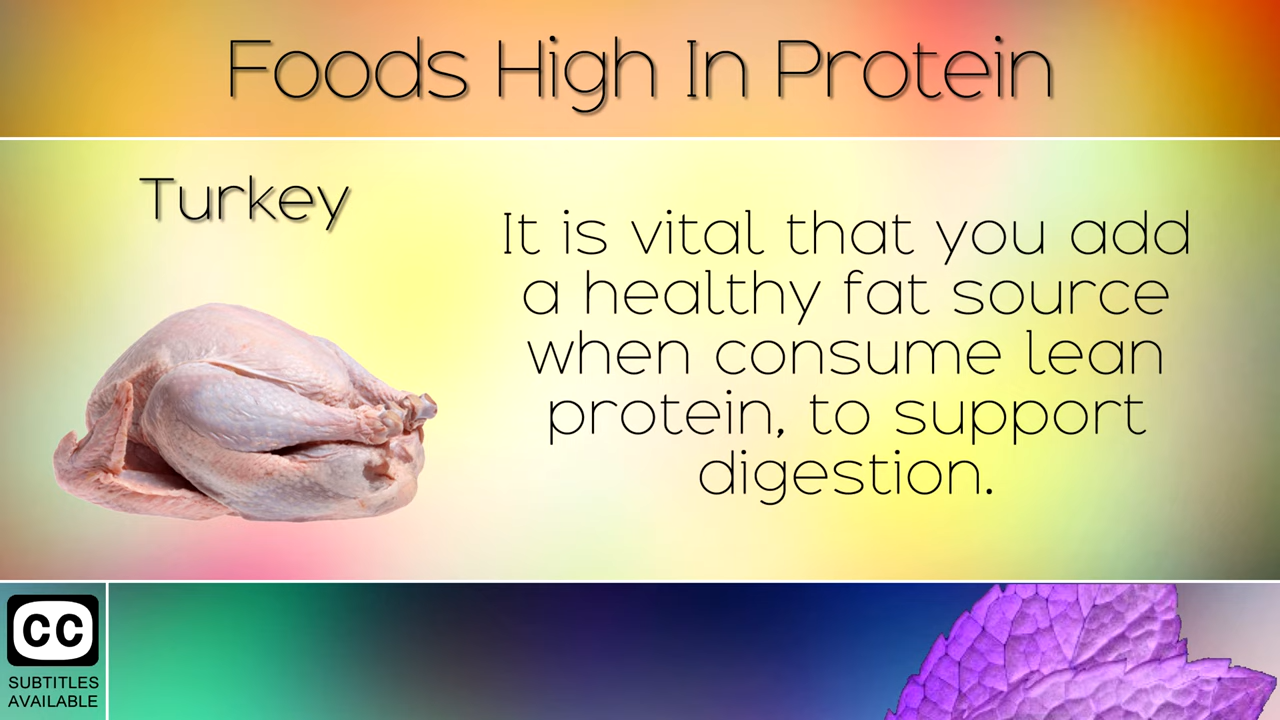 Foods High In Protein
Turkey
It is vital that you add
a healthy fat source
when consume lean
protein, to support
digestion.
CC
SUBTITLES
AVAILABLE